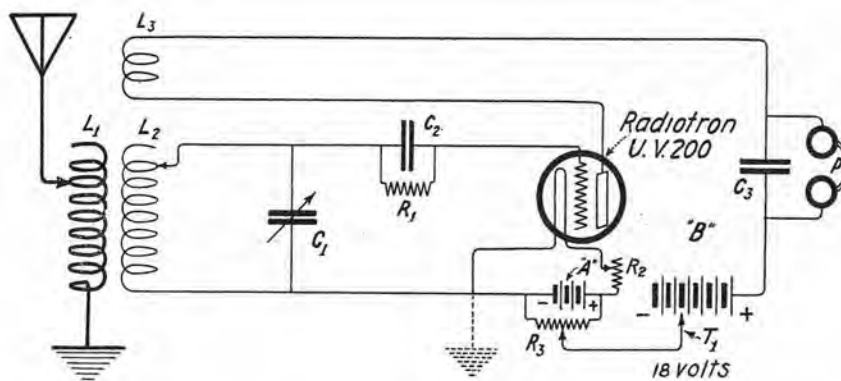 L3
L1
L2
C2
Radiotron
U.V.200
P
R1
C3
C1
"B"
"A"
R2
- +
- +
R3
T1
18 volts